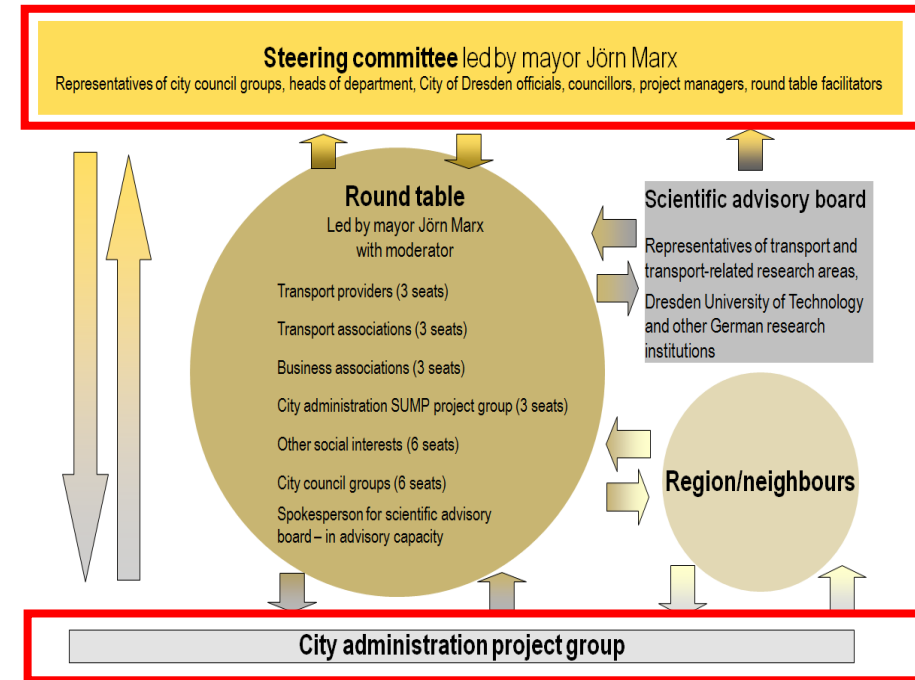 Steering committee led by mayor Jörn Marx
Representatives of city council groups, heads of department, City of Dresden officials, councillors, project managers, round table facilitators
Round table
Led by mayor Jörn Marx
with moderator
Transport providers (3 seats)
Transport associations (3 seats)
Business associations (3 seats)
City administration SUMP project group (3 seats)
Other social interests (6 seats)
City council groups (6 seats)
Spokesperson for scientific advisory
board – in advisory capacity
Scientific advisory board
Representatives of transport and
transport-related research areas,
Dresden University of Technology
and other German research
institutions
Region/neighbours
City administration project group